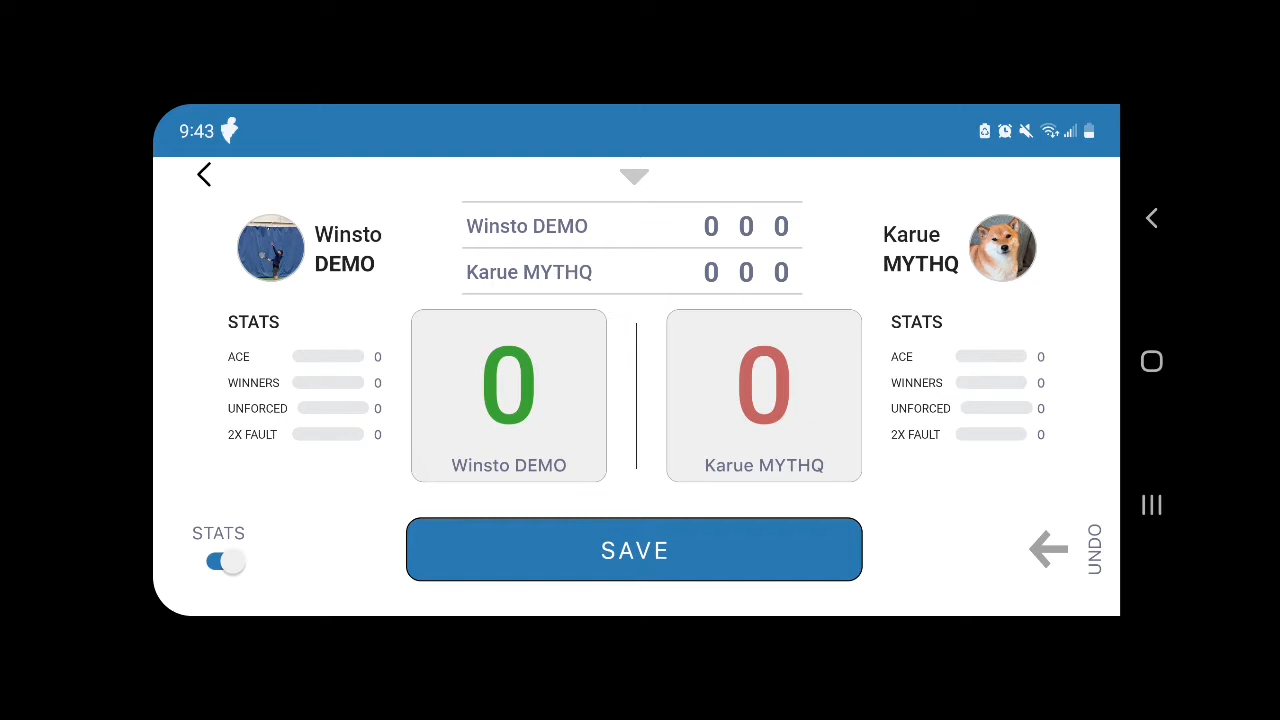 9:43
Winsto
DEMO
Winsto DEMO 0 0 0
Karue MYTHQ 0 0 0
Karue
MYTHQ
STATS
ACE 0
WINNERS 0
UNFORCED 0
2X FAULT 0
0
Winsto DEMO
0
Karue MYTHQ
STATS
ACE 0
WINNERS 0
UNFORCED 0
2X FAULT 0
STATS
SAVE
UNDO